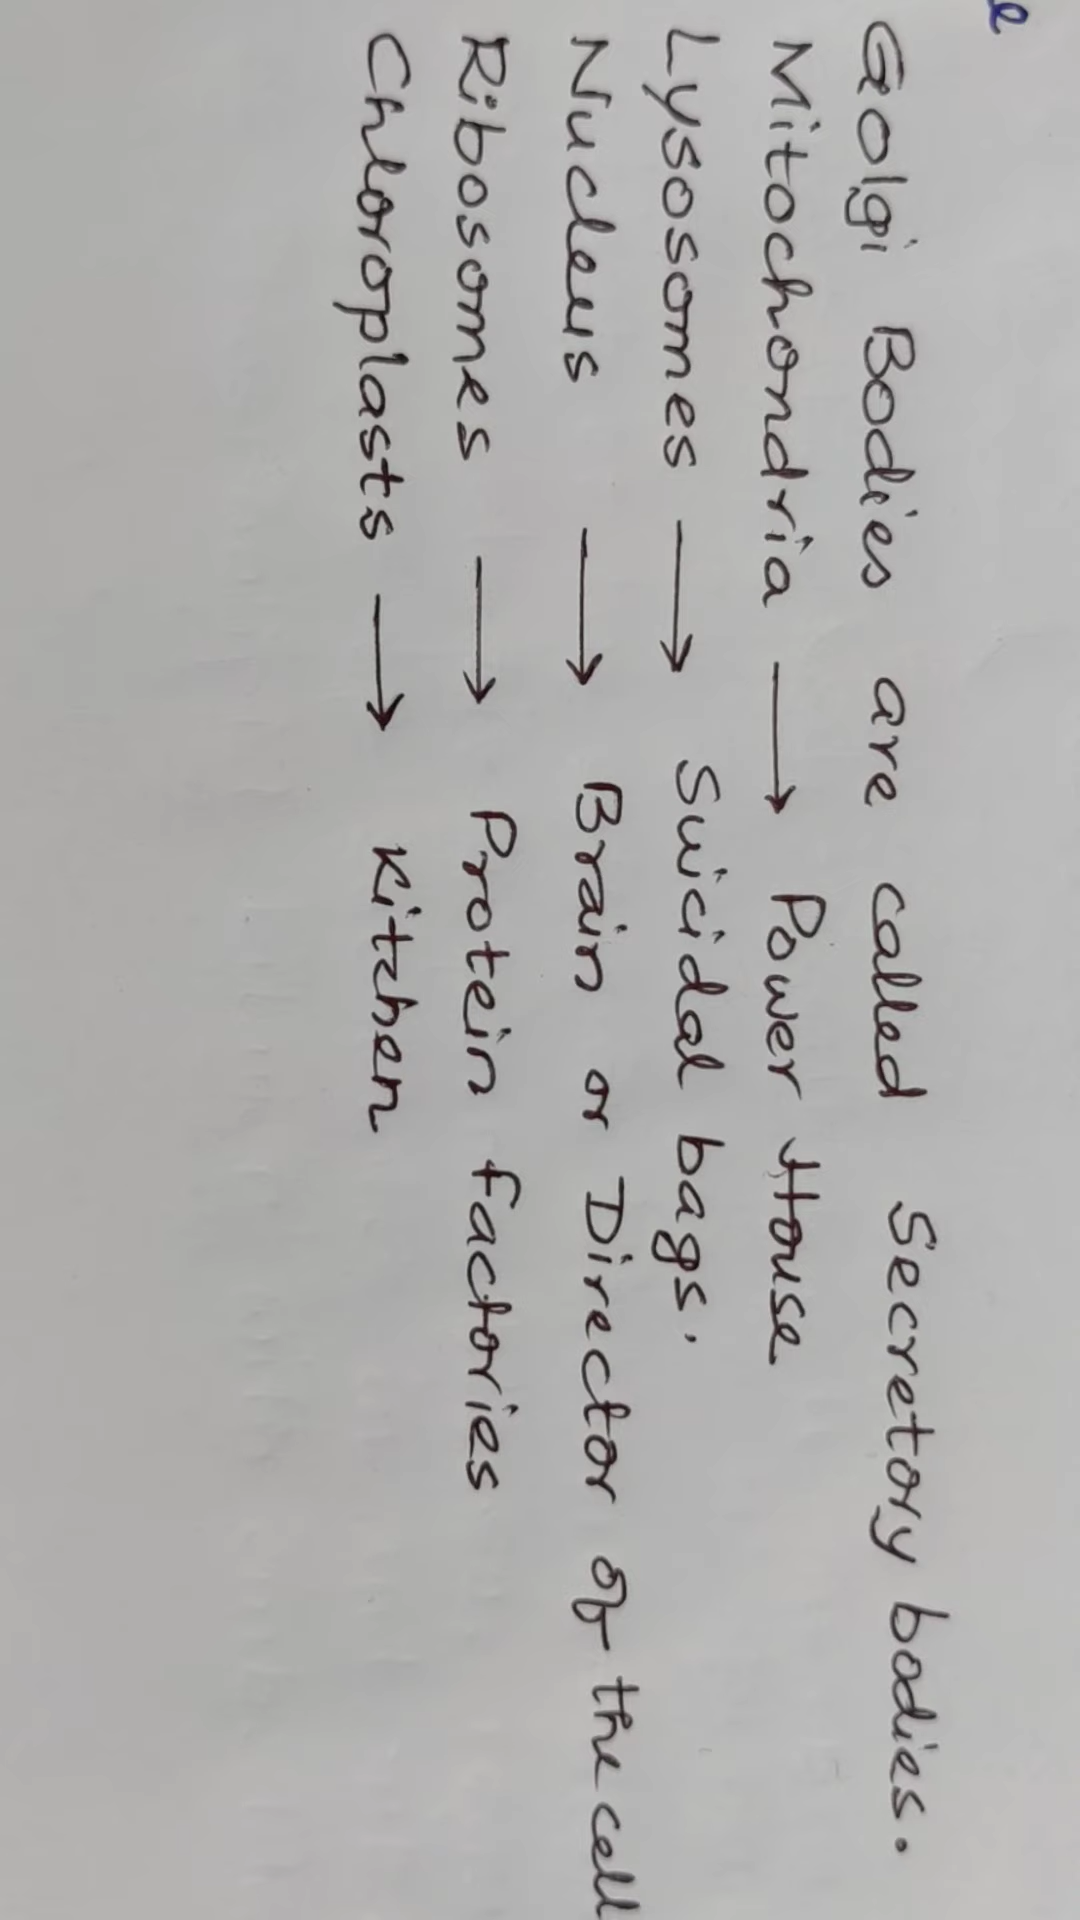 Golgi Bodies are called Secretory bodies.
Mitochondria → Power House
Lysosomes → Suicidal bags.
Nucleus → Brain or Director of the cell
Ribosomes → Protein factories
Chloroplasts → Kitchen